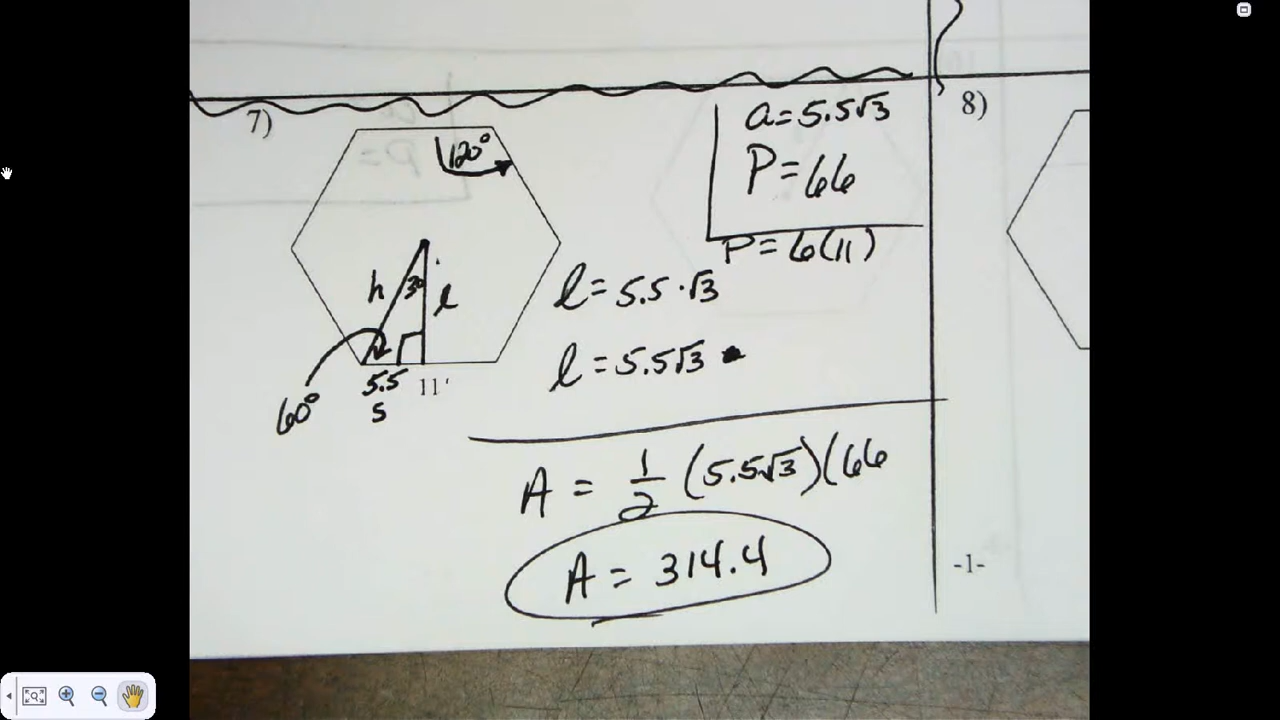 7)
120°
a = 5.5√3
P = 66
P = 6(11)
8)
h
30
l
l = 5.5 · √3
l = 5.5√3
60°
5.5
s
11'
A = 1/2 (5.5√3)(66
A = 314.4
-1-